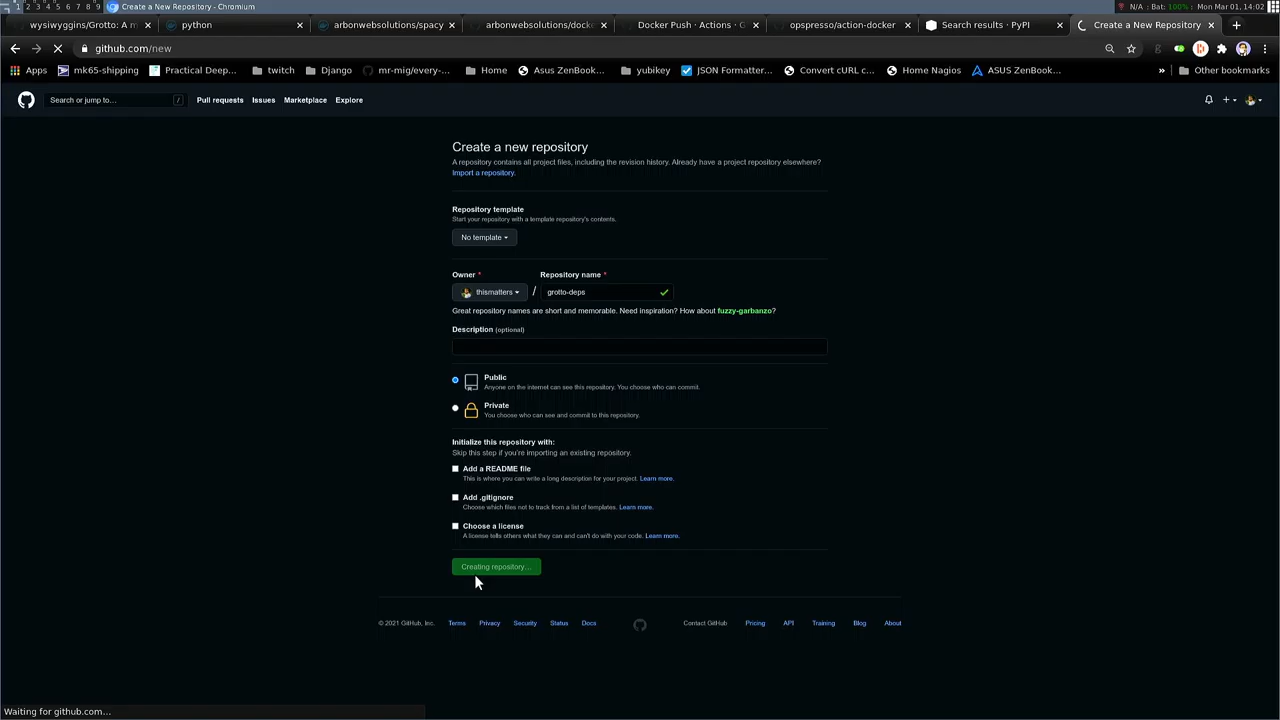 1 2 3 4 5 6 7 8 9 Create a New Repository - Chromium N/A : Bat: 100% Mon Mar 01, 14:02
wysiwyggins/Grotto: A m python arbonwebsolutions/spacy arbonwebsolutions/docke Docker Push · Actions · G opspresso/action-docker Search results · PyPI Create a New Repository
github.com/new
Apps mk65-shipping Practical Deep... twitch Django mr-mig/every-... Home Asus ZenBook... yubikey JSON Formatter... Convert cURL c... Home Nagios ASUS ZenBook... » Other bookmarks
Search or jump to... / Pull requests Issues Marketplace Explore
Create a new repository
A repository contains all project files, including the revision history. Already have a project repository elsewhere?
Import a repository.
Repository template
Start your repository with a template repository's contents.
No template
Owner * Repository name *
thismatters / grotto-deps
Great repository names are short and memorable. Need inspiration? How about fuzzy-garbanzo?
Description (optional)
Public
Anyone on the internet can see this repository. You choose who can commit.
Private
You choose who can see and commit to this repository.
Initialize this repository with:
Skip this step if you're importing an existing repository.
Add a README file
This is where you can write a long description for your project. Learn more.
Add .gitignore
Choose which files not to track from a list of templates. Learn more.
Choose a license
A license tells others what they can and can't do with your code. Learn more.
Creating repository...
© 2021 GitHub, Inc. Terms Privacy Security Status Docs Contact GitHub Pricing API Training Blog About
Waiting for github.com...